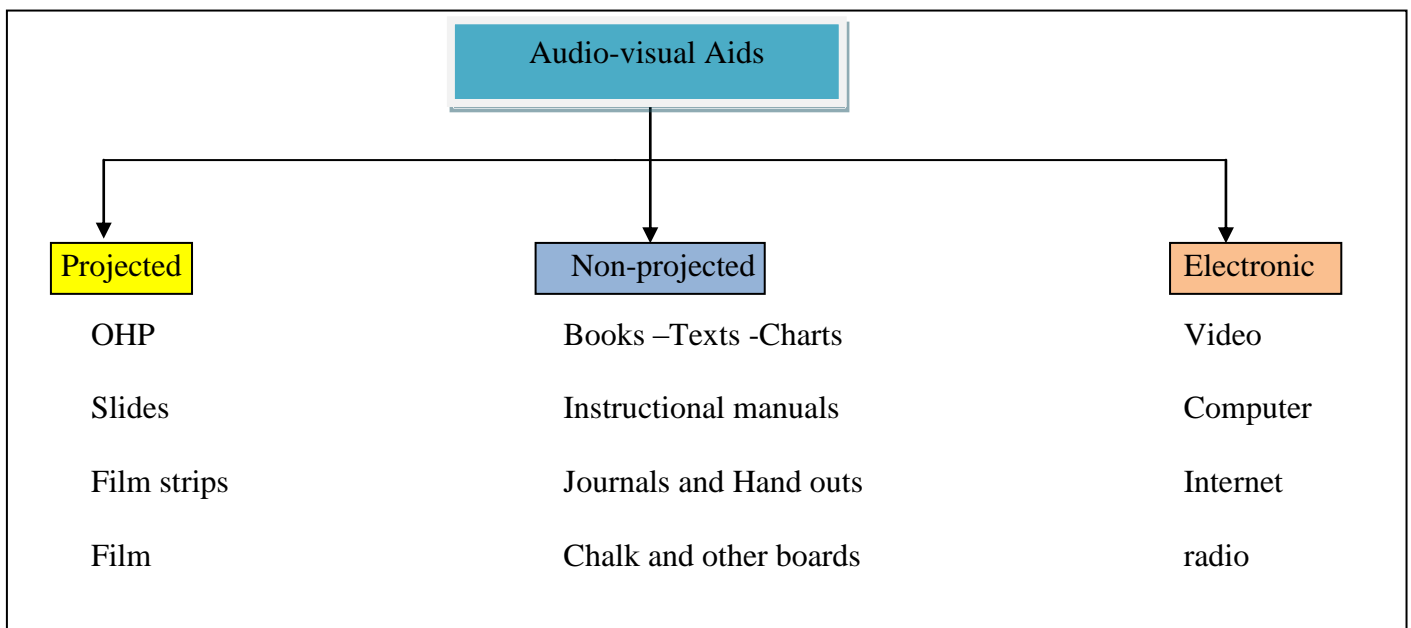 Audio-visual Aids
Projected
OHP
Slides
Film strips
Film
Non-projected
Books –Texts -Charts
Instructional manuals
Journals and Hand outs
Chalk and other boards
Electronic
Video
Computer
Internet
radio